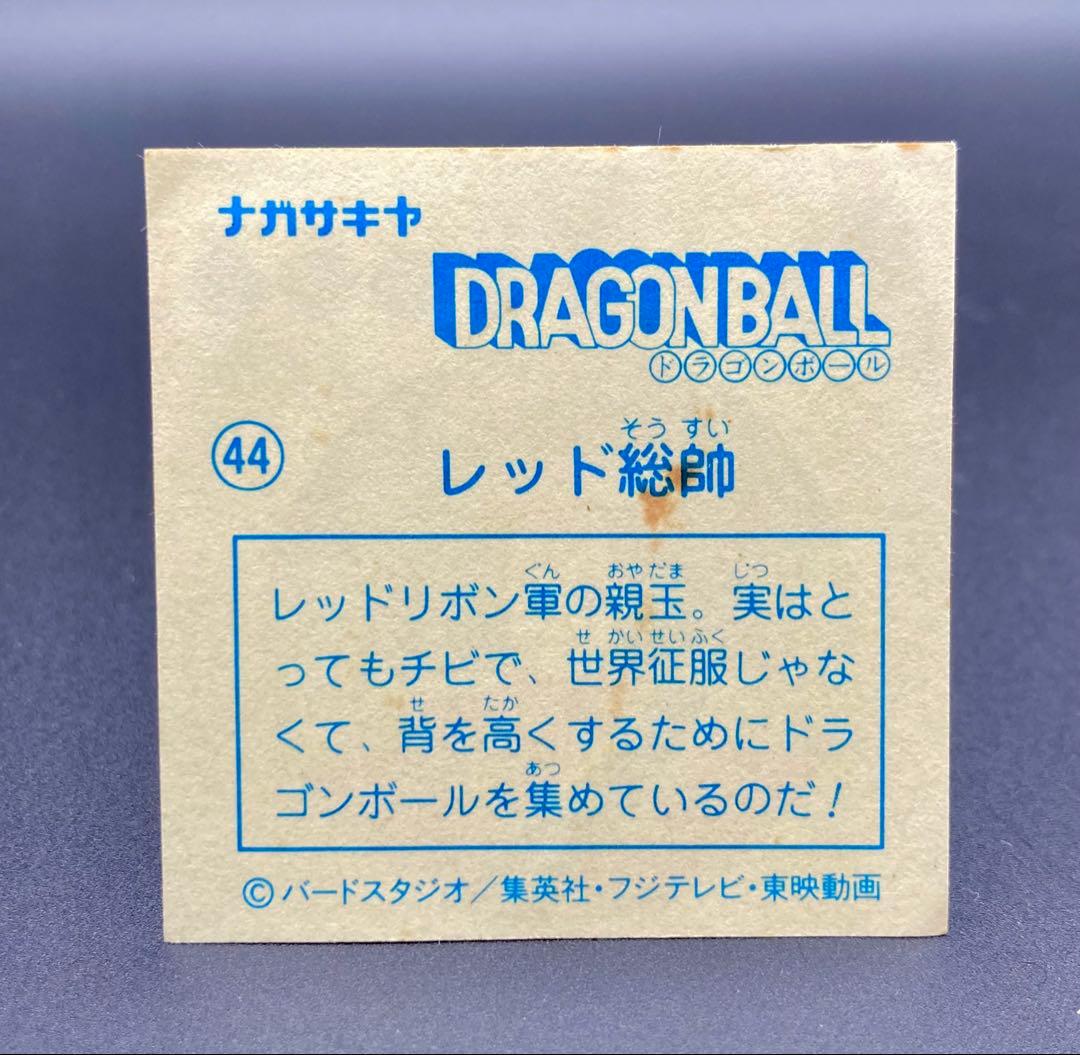 ナガサキヤ
DRAGONBALL
ドラゴンボール
44
そう すい
レッド総帥
ぐん おやだま じつ
レッドリボン軍の親玉。実はと
せ かいせいふく
ってもチビで、世界征服じゃな
せ たか
くて、背を高くするためにドラ
あつ
ゴンボールを集めているのだ！
©バードスタジオ／集英社・フジテレビ・東映動画